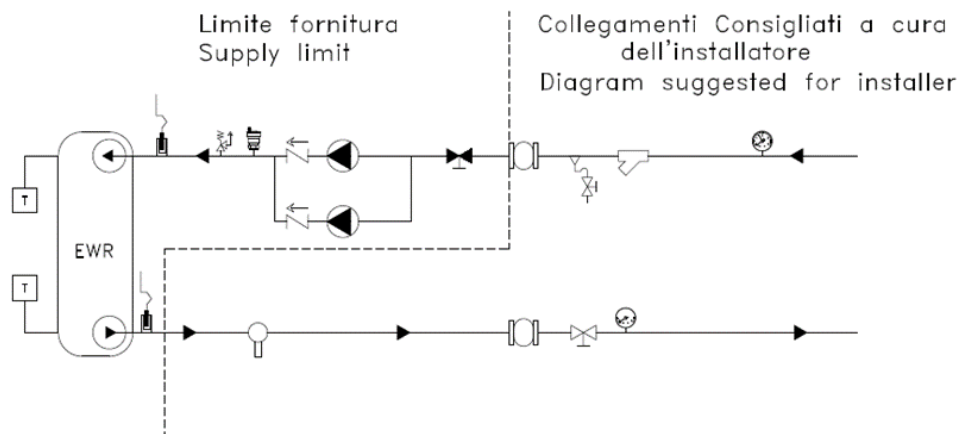 Limite fornitura
Supply limit
Collegamenti Consigliati a cura
dell'installatore
Diagram suggested for installer
T
EWR
T